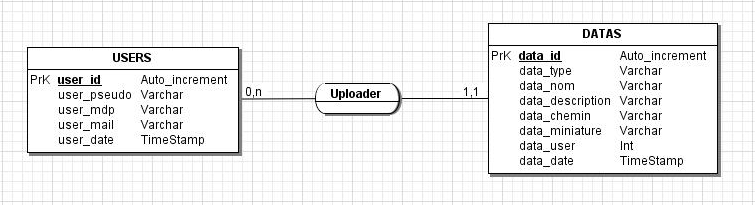 USERS
PrK user_id Auto_increment
user_pseudo Varchar
user_mdp Varchar
user_mail Varchar
user_date TimeStamp
0,n
Uploader
1,1
DATAS
PrK data_id Auto_increment
data_type Varchar
data_nom Varchar
data_description Varchar
data_chemin Varchar
data_miniature Varchar
data_user Int
data_date TimeStamp